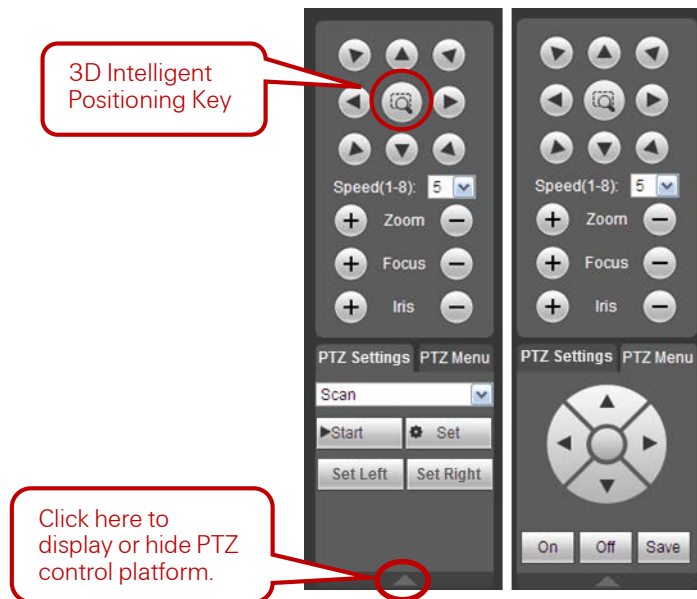 3D Intelligent
Positioning Key
Speed(1-8): 5
Zoom
Focus
Iris
PTZ Settings PTZ Menu
Scan
Start Set
Set Left Set Right
Click here to
display or hide PTZ
control platform.
Speed(1-8): 5
Zoom
Focus
Iris
PTZ Settings PTZ Menu
On Off Save